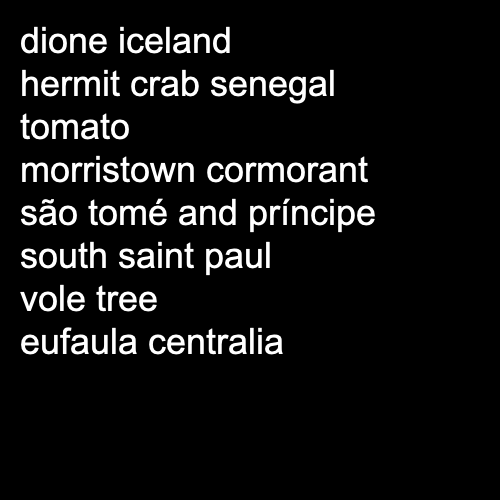 dione iceland
hermit crab senegal
tomato
morristown cormorant
são tomé and príncipe
south saint paul
vole tree
eufaula centralia